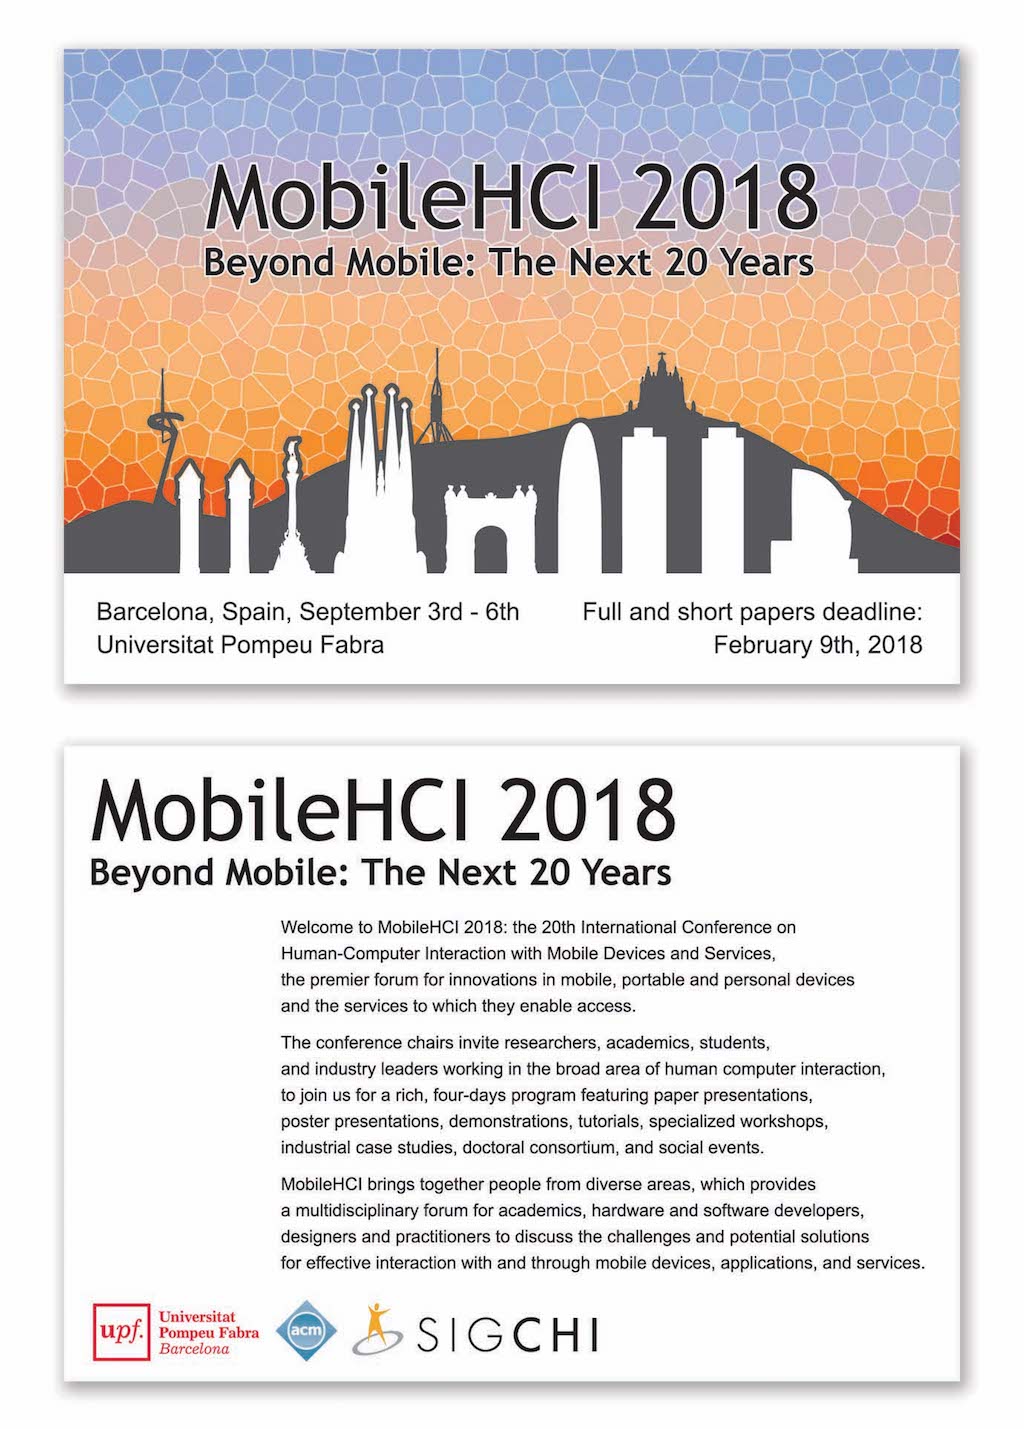 MobileHCI 2018
Beyond Mobile: The Next 20 Years
Barcelona, Spain, September 3rd - 6th
Universitat Pompeu Fabra
Full and short papers deadline:
February 9th, 2018
MobileHCI 2018
Beyond Mobile: The Next 20 Years
Welcome to MobileHCI 2018: the 20th International Conference on
Human-Computer Interaction with Mobile Devices and Services,
the premier forum for innovations in mobile, portable and personal devices
and the services to which they enable access.
The conference chairs invite researchers, academics, students,
and industry leaders working in the broad area of human computer interaction,
to join us for a rich, four-days program featuring paper presentations,
poster presentations, demonstrations, tutorials, specialized workshops,
industrial case studies, doctoral consortium, and social events.
MobileHCI brings together people from diverse areas, which provides
a multidisciplinary forum for academics, hardware and software developers,
designers and practitioners to discuss the challenges and potential solutions
for effective interaction with and through mobile devices, applications, and services.
upf.
Universitat
Pompeu Fabra
Barcelona
acm
SIGCHI